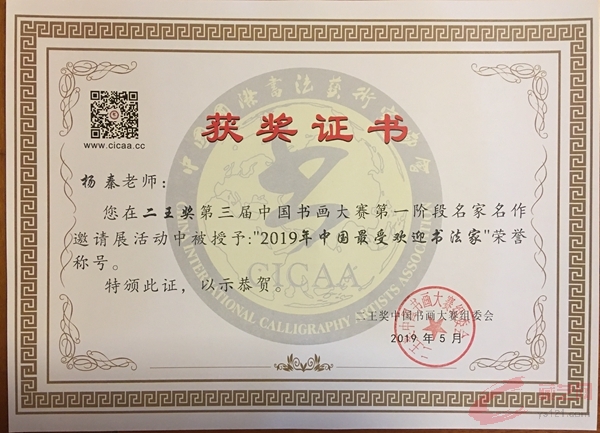 获奖证书
www.cicaa.cc
杨秦老师：
您在二王奖第三届中国书画大赛第一阶段名家名作
邀请展活动中被授予:"2019年中国最受欢迎书法家"荣誉
称号。
特颁此证，以示恭贺。
CICAA
INTERNATIONAL CALLIGRAPHY ARTISTS ASSOCIATION
二王奖中国书画大赛组委会
2019 年 5 月